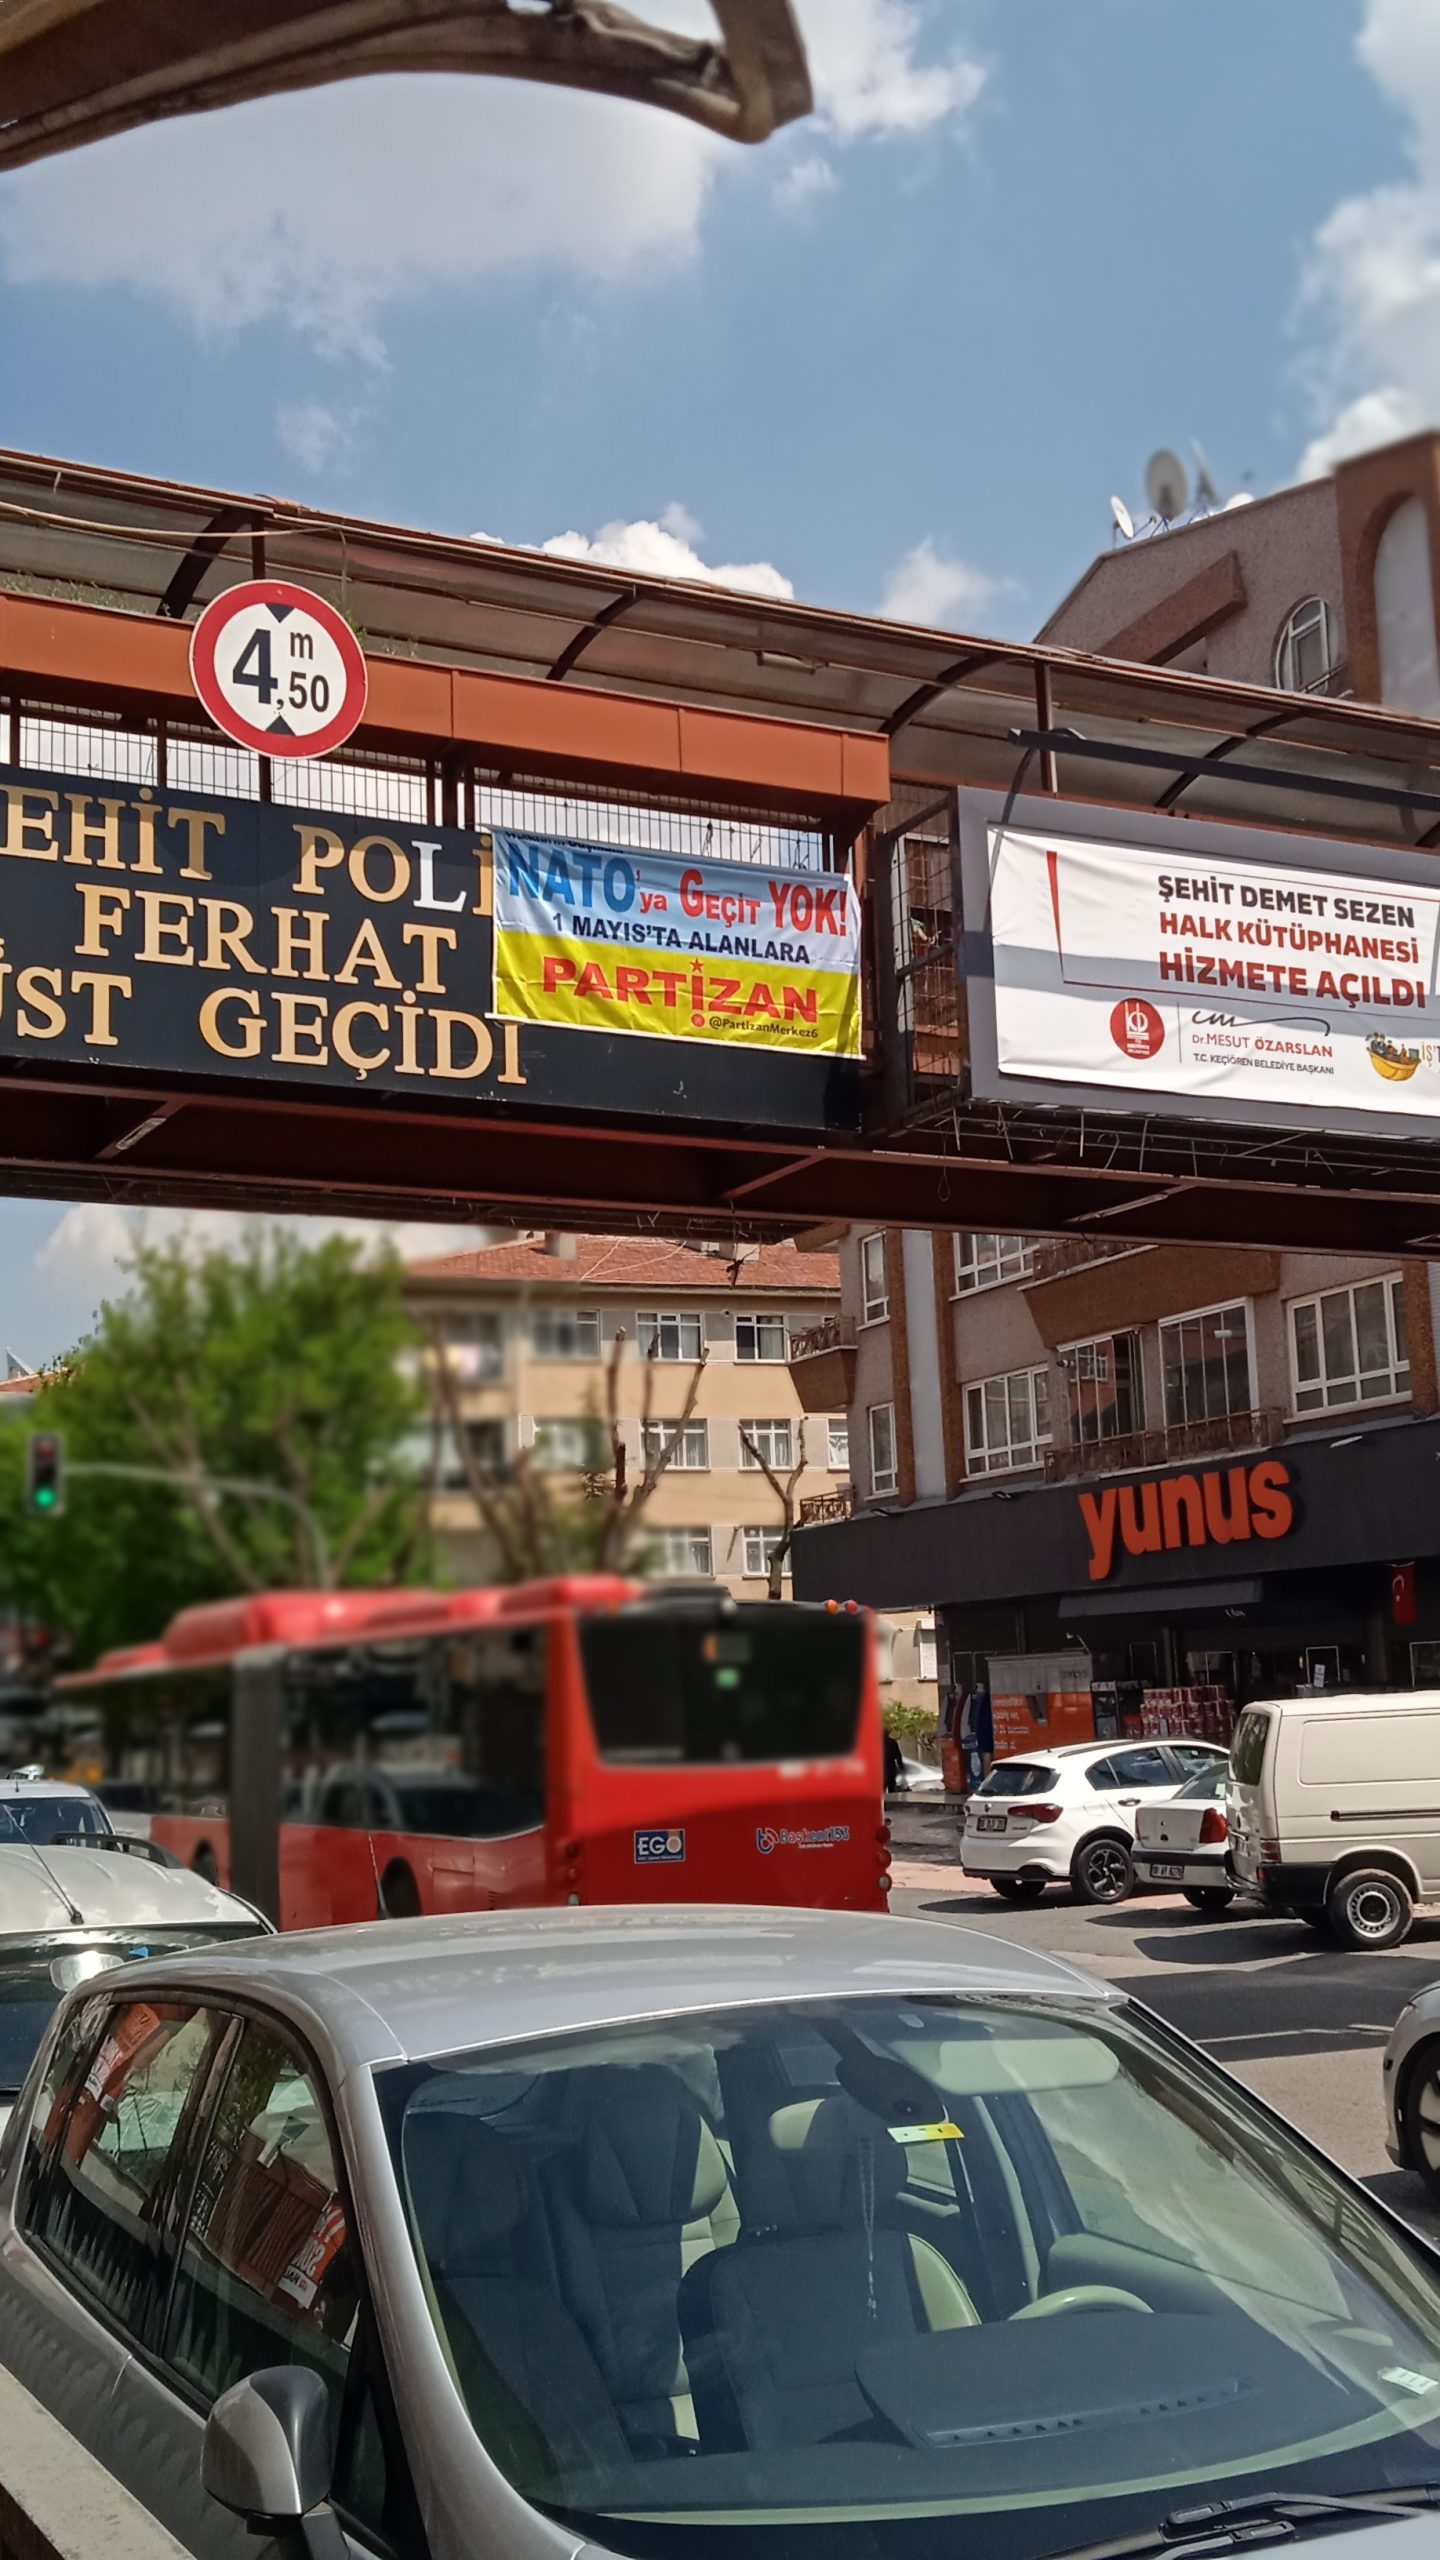 4,50
m
EHİT POLİ
FERHAT
ÜST GEÇİDİ
NATO'ya GEÇİT YOK!
1 MAYIS'TA ALANLARA
PARTİZAN
@PartizanMerkez6
ŞEHİT DEMET SEZEN
HALK KÜTÜPHANESİ
HİZMETE AÇILDI
Dr. MESUT ÖZARSLAN
T.C. KEÇİÖREN BELEDİYE BAŞKANI
yunus
EGO
Başkent153